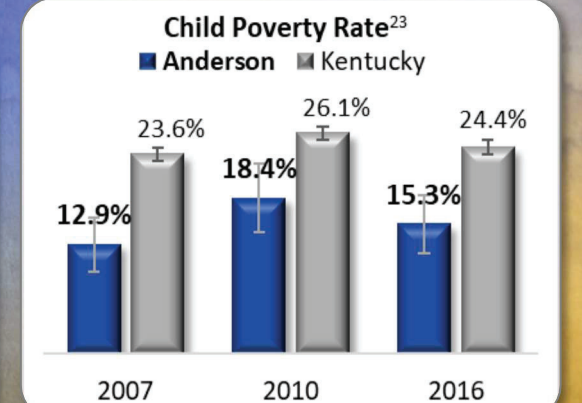 Child Poverty Rate23
Anderson Kentucky
23.6%
26.1%
24.4%
12.9%
18.4%
15.3%
2007 2010 2016